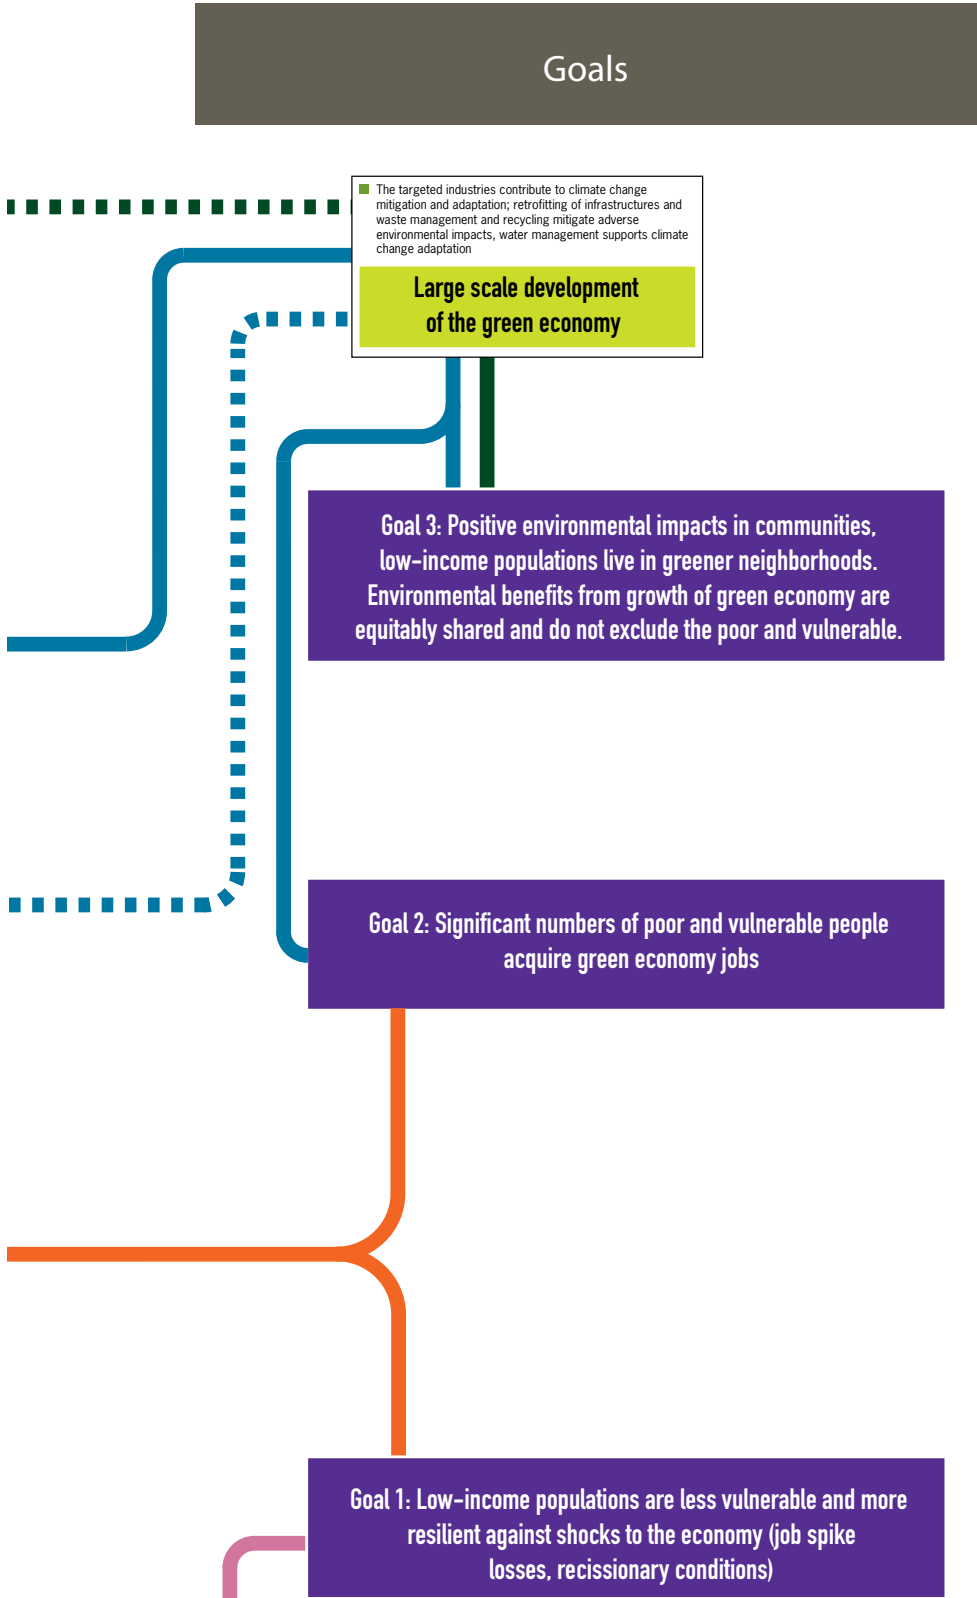 Goals
The targeted industries contribute to climate change
mitigation and adaptation; retrofitting of infrastructures and
waste management and recycling mitigate adverse
environmental impacts, water management supports climate
change adaptation
Large scale development
of the green economy
Goal 3: Positive environmental impacts in communities,
low-income populations live in greener neighborhoods.
Environmental benefits from growth of green economy are
equitably shared and do not exclude the poor and vulnerable.
Goal 2: Significant numbers of poor and vulnerable people
acquire green economy jobs
Goal 1: Low-income populations are less vulnerable and more
resilient against shocks to the economy (job spike
losses, recissionary conditions)